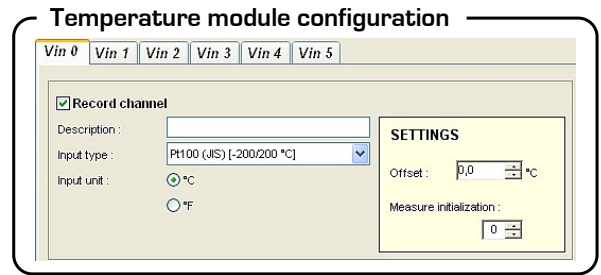 Temperature module configuration
Vin 0 Vin 1 Vin 2 Vin 3 Vin 4 Vin 5
Record channel
Description :
Input type : Pt100 (JIS) [-200/200 °C]
Input unit : °C
°F
SETTINGS
Offset : 0,0 °C
Measure initialization :
0